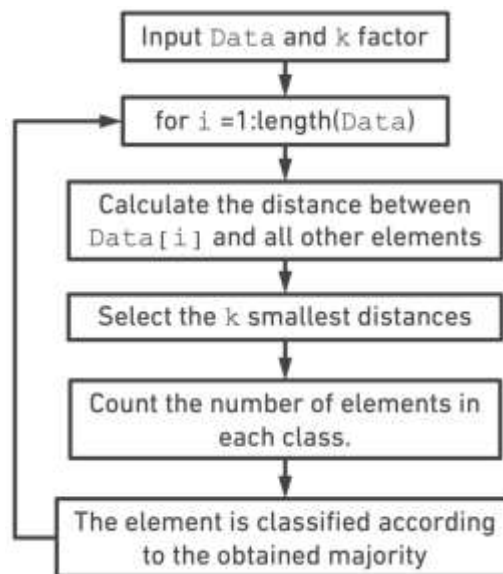 Input Data and k factor
for i =1:length(Data)
Calculate the distance between
Data[i] and all other elements
Select the k smallest distances
Count the number of elements in
each class.
The element is classified according
to the obtained majority